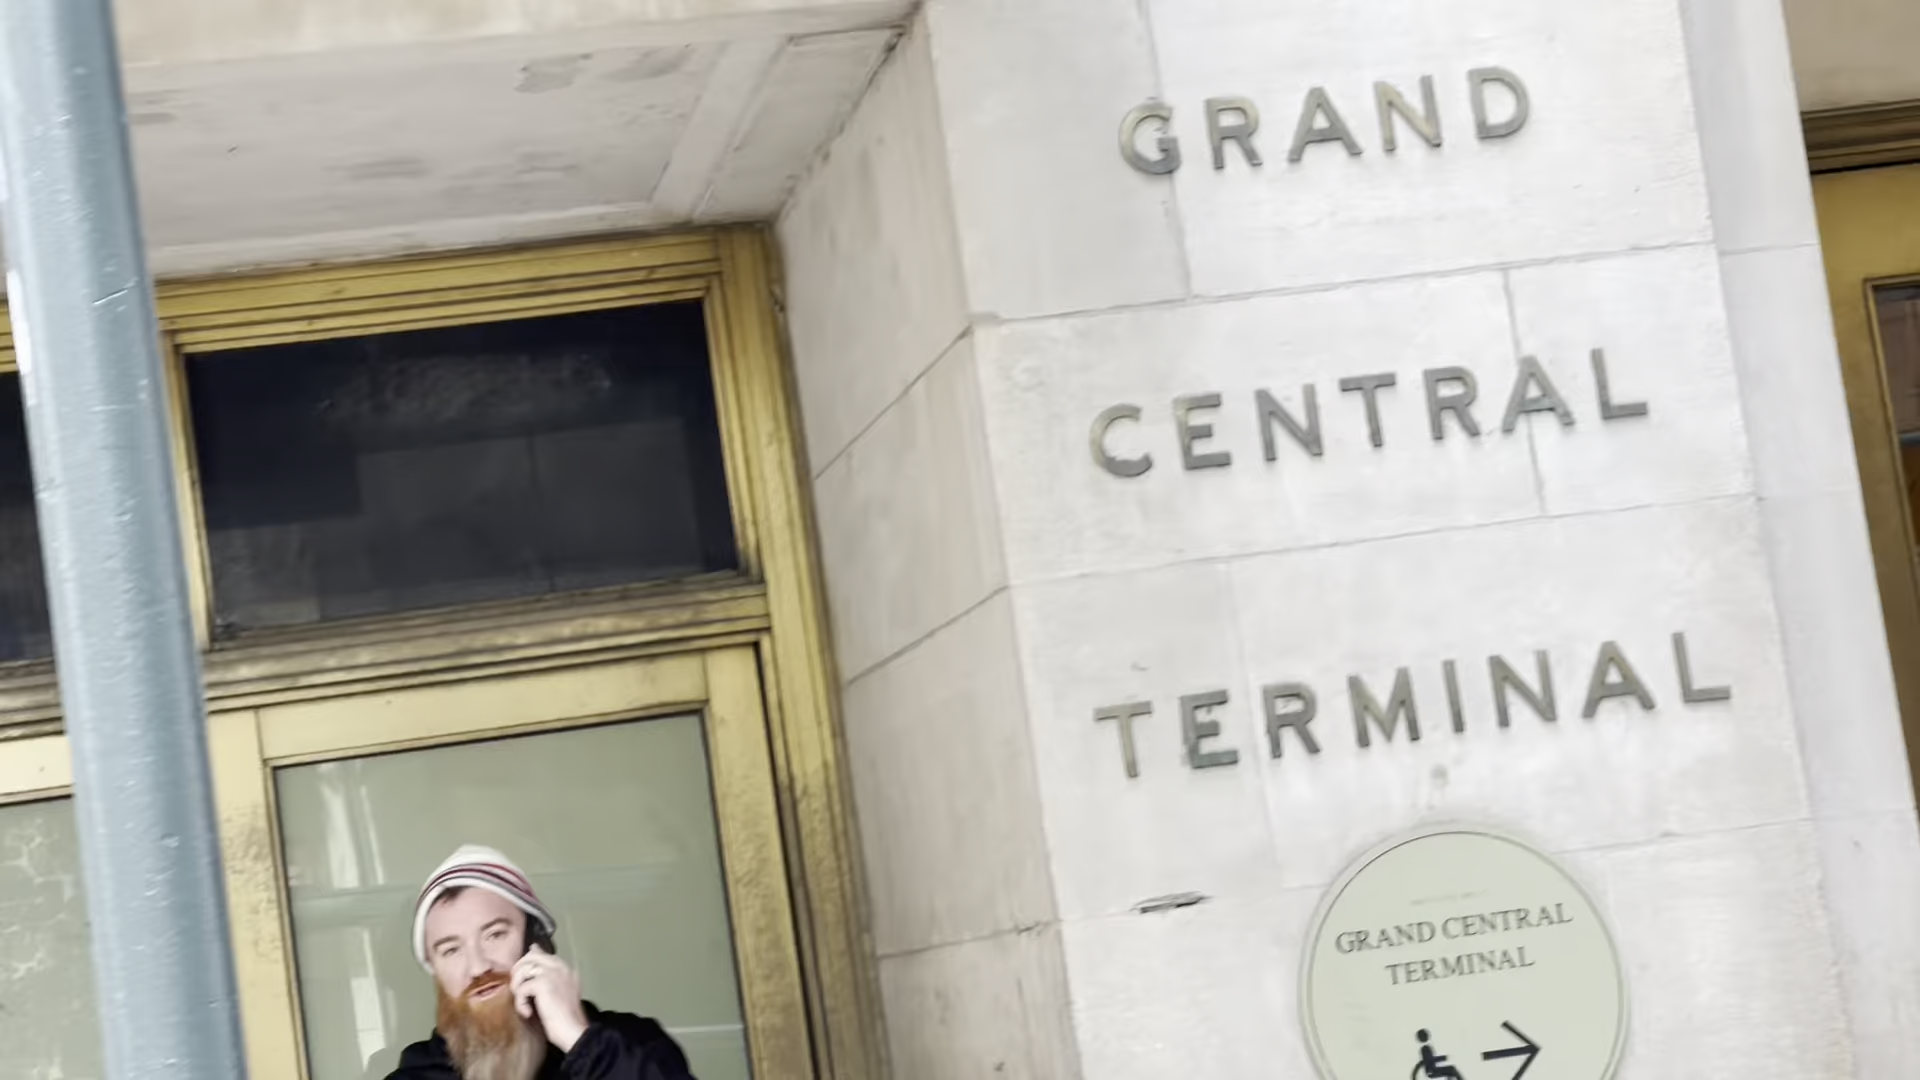 GRAND
CENTRAL
TERMINAL
GRAND CENTRAL
TERMINAL